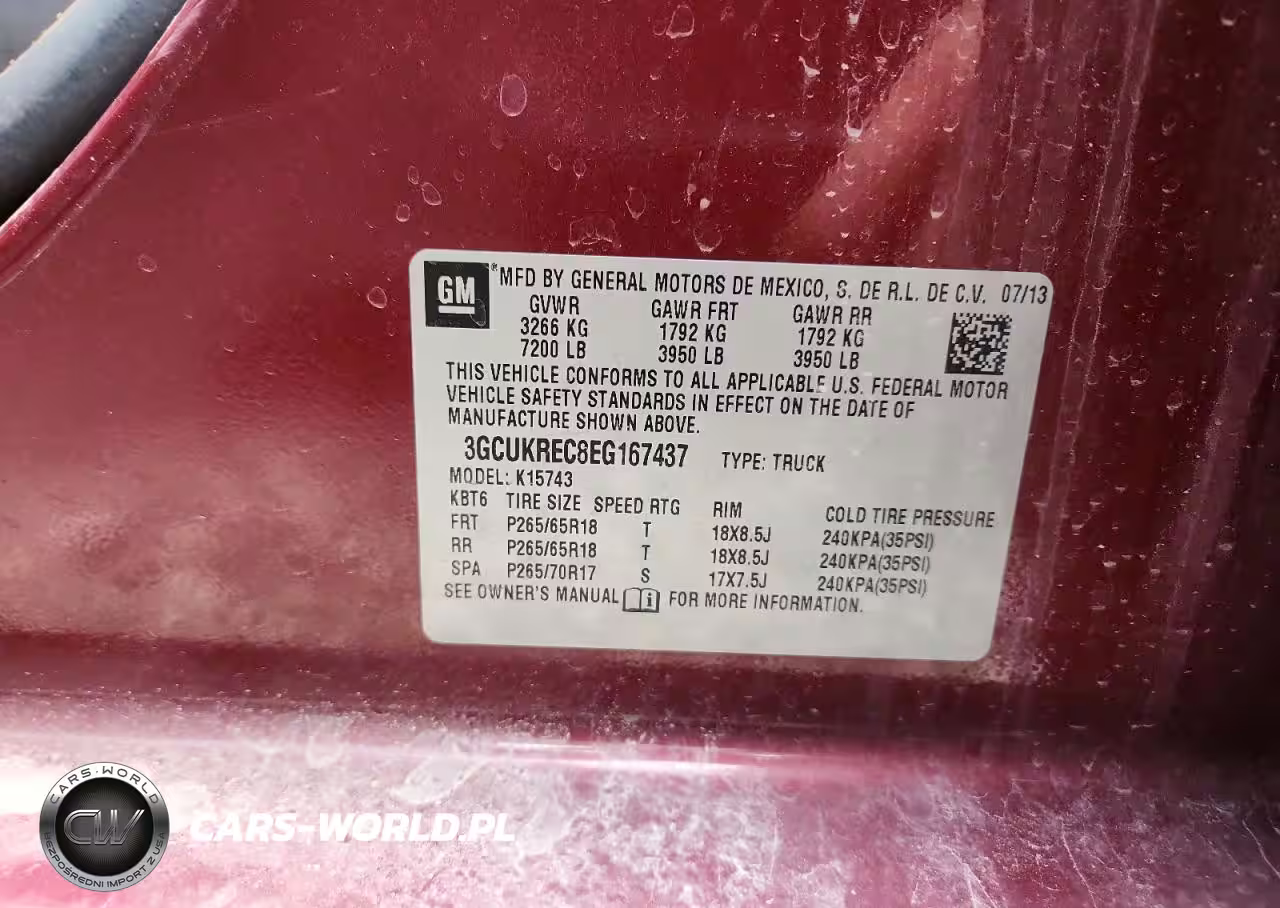 GM ® MFD BY GENERAL MOTORS DE MEXICO, S. DE R.L. DE C.V. 07/13
GVWR GAWR FRT GAWR RR
3266 KG 1792 KG 1792 KG
7200 LB 3950 LB 3950 LB
THIS VEHICLE CONFORMS TO ALL APPLICABLE U.S. FEDERAL MOTOR
VEHICLE SAFETY STANDARDS IN EFFECT ON THE DATE OF
MANUFACTURE SHOWN ABOVE.
3GCUKREC8EG167437 TYPE: TRUCK
MODEL: K15743
KBT6 TIRE SIZE SPEED RTG RIM COLD TIRE PRESSURE
FRT P265/65R18 T 18X8.5J 240KPA(35PSI)
RR P265/65R18 T 18X8.5J 240KPA(35PSI)
SPA P265/70R17 S 17X7.5J 240KPA(35PSI)
SEE OWNER'S MANUAL i FOR MORE INFORMATION.
CARS-WORLD
CW
BEZPOŚREDNI IMPORT Z USA
CARS-WORLD.PL